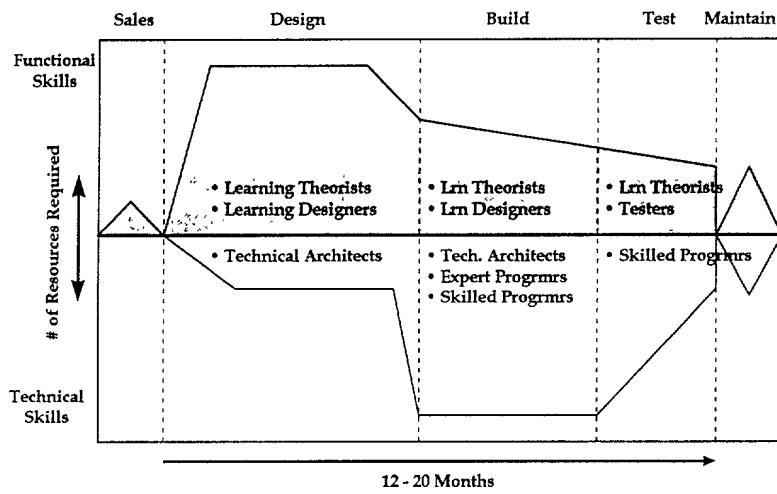 Sales Design Build Test Maintain
Functional
Skills
# of Resources Required
• Learning Theorists
• Learning Designers
• Lrn Theorists
• Lrn Designers
• Lrn Theorists
• Testers
• Technical Architects
• Tech. Architects
• Expert Progrmrs
• Skilled Progrmrs
• Skilled Progrmrs
Technical
Skills
12 - 20 Months